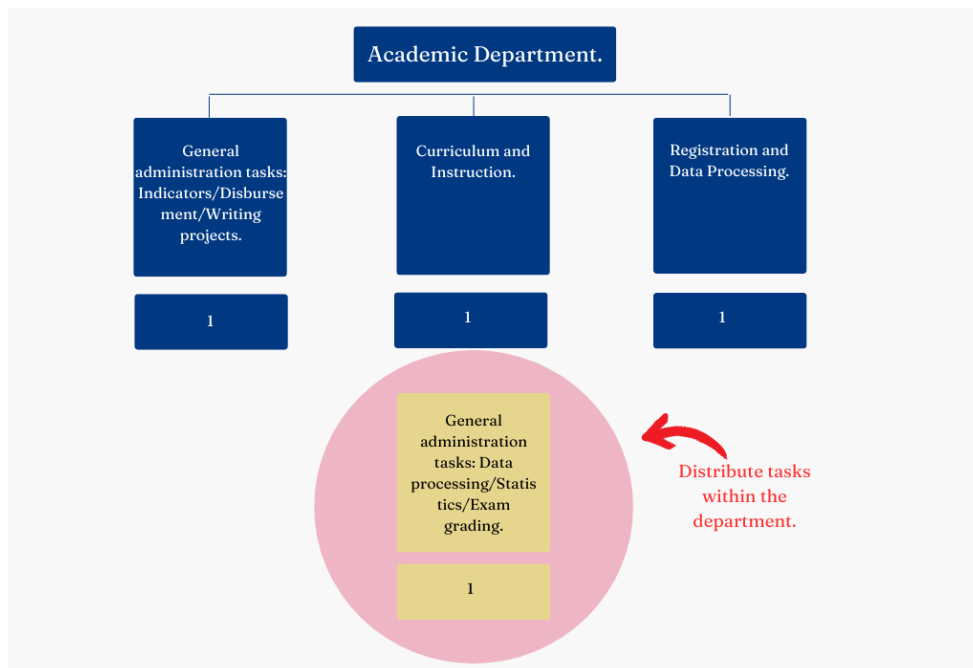 Academic Department.
General
administration tasks:
Indicators/Disburse
ment/Writing
projects.
Curriculum and
Instruction.
Registration and
Data Processing.
1
1
1
General
administration
tasks: Data
processing/Statis
tics/Exam
grading.
1
Distribute tasks
within the
department.